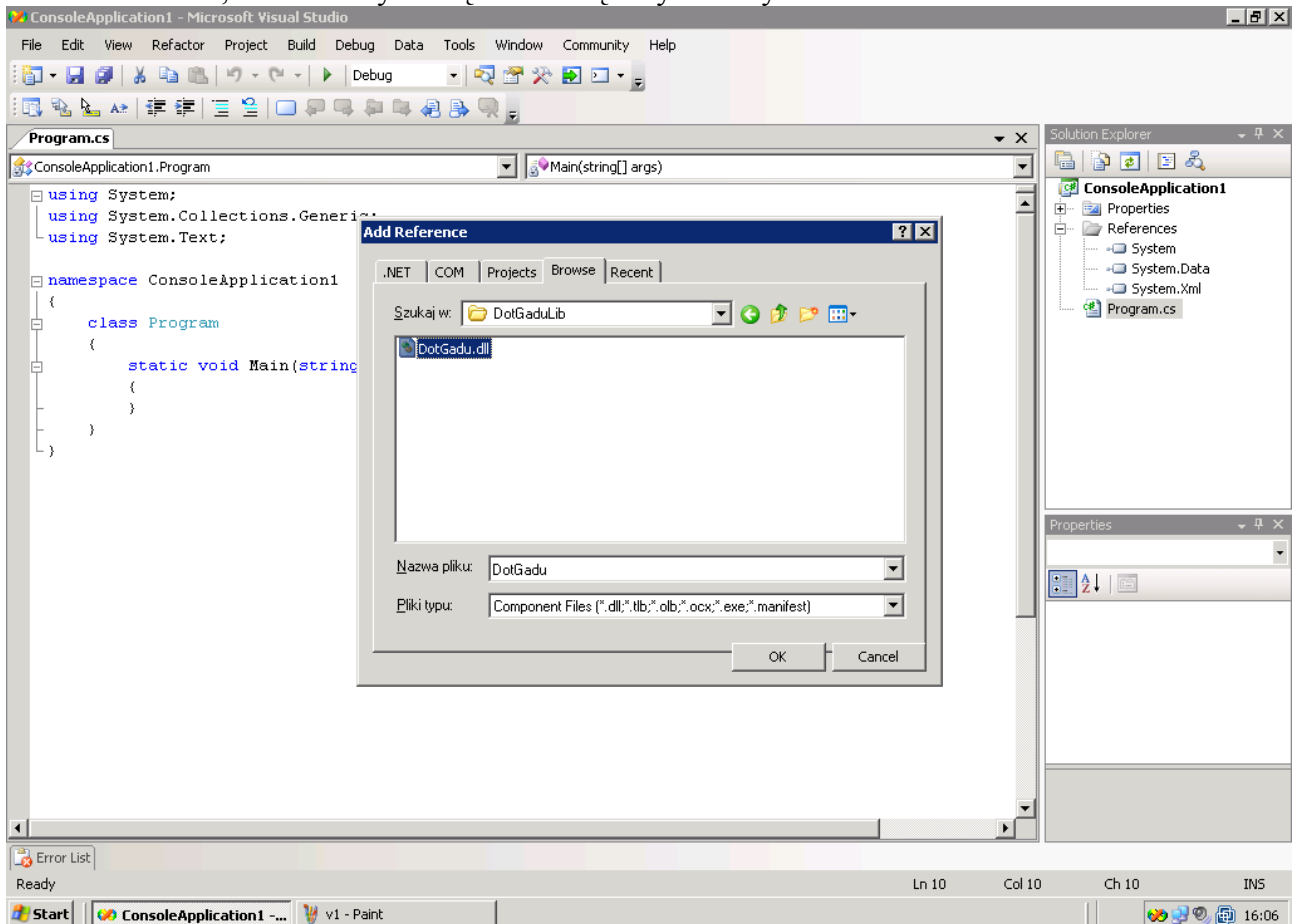 ConsoleApplication1 - Microsoft Visual Studio
File Edit View Refactor Project Build Debug Data Tools Window Community Help
Debug
Program.cs
ConsoleApplication1.Program
Main(string[] args)
using System;
using System.Collections.Generic;
using System.Text;
namespace ConsoleApplication1
{
class Program
{
static void Main(string
{
}
}
}
Add Reference
.NET COM Projects Browse Recent
Szukaj w: DotGaduLib
DotGadu.dll
Nazwa pliku: DotGadu
Pliki typu: Component Files (*.dll;*.tlb;*.olb;*.ocx;*.exe;*.manifest)
OK Cancel
Solution Explorer
ConsoleApplication1
Properties
References
System
System.Data
System.Xml
Program.cs
Properties
Error List
Ready Ln 10 Col 10 Ch 10 INS
Start ConsoleApplication1 -... v1 - Paint 16:06